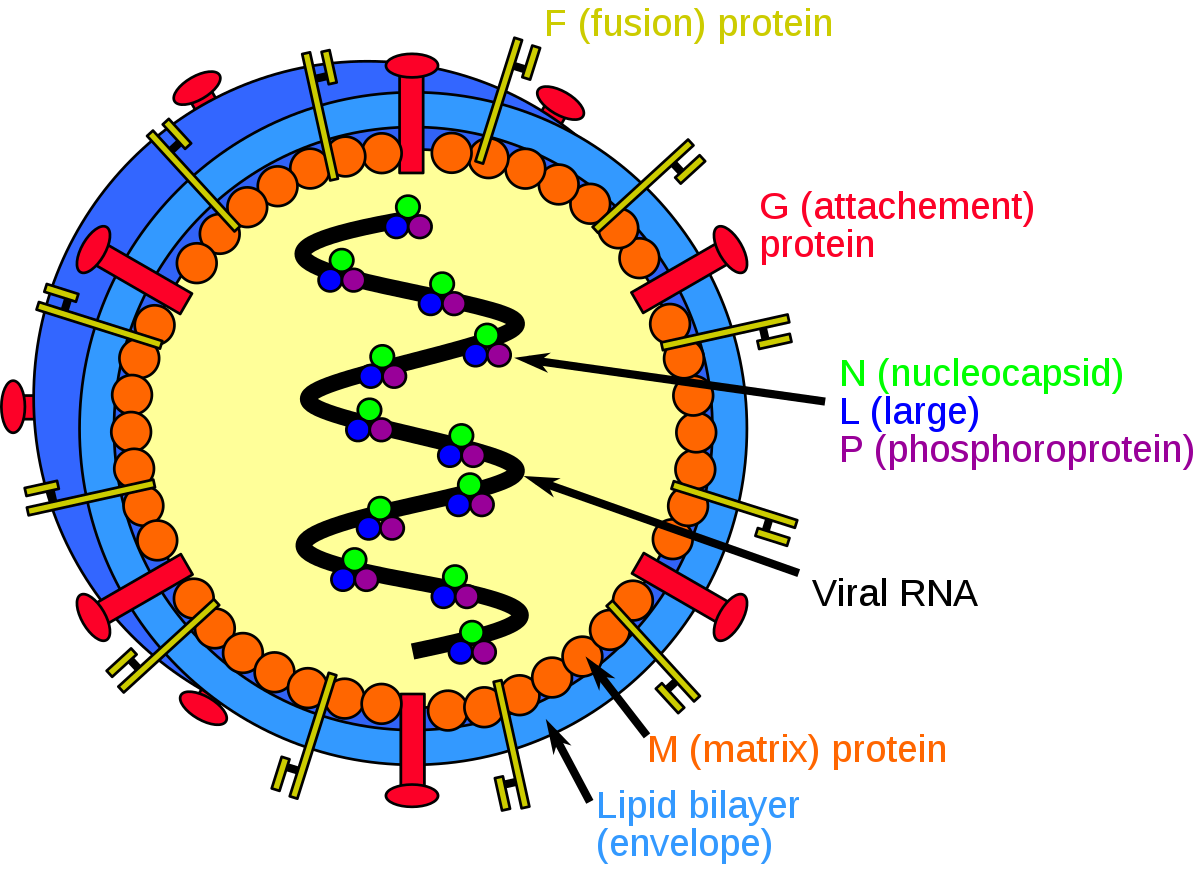 F (fusion) protein
G (attachement)
protein
N (nucleocapsid)
L (large)
P (phosphoroprotein)
Viral RNA
M (matrix) protein
Lipid bilayer
(envelope)